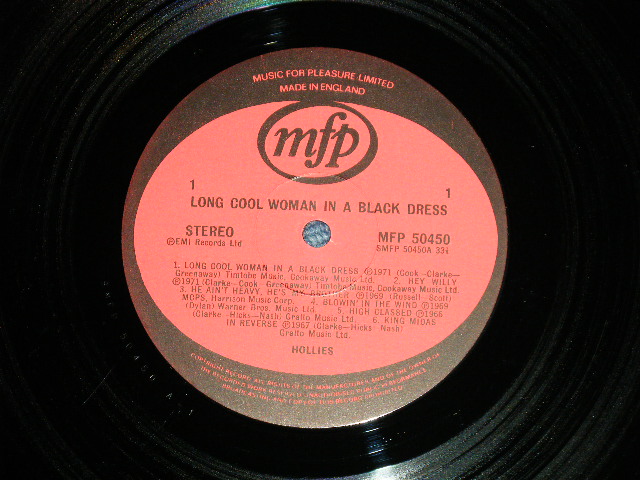 MUSIC FOR PLEASURE LIMITED
MADE IN ENGLAND
mfp
1 1
LONG COOL WOMAN IN A BLACK DRESS
STEREO MFP 50450
℗EMI Records Ltd SMFP 50450A 33⅓
1. LONG COOL WOMAN IN A BLACK DRESS ℗1971 (Cook—Clarke—
Greenaway) Timtobe Music, Cookaway Music Ltd. 2. HEY WILLY
℗1971 (Clarke—Cook—Greenaway) Timtobe Music, Cookaway Music Ltd.
3. HE AIN'T HEAVY, HE'S MY BROTHER ℗1969 (Russell—Scott)
MCPS, Harrison Music Corp. 4. BLOWIN' IN THE WIND ℗1969
(Dylan) Warner Bros. Music Ltd. 5. HIGH CLASSED ℗1966
(Clarke—Hicks—Nash) Gralto Music Ltd. 6. KING MIDAS
IN REVERSE ℗1967 (Clarke—Hicks—Nash)
Gralto Music Ltd.
HOLLIES